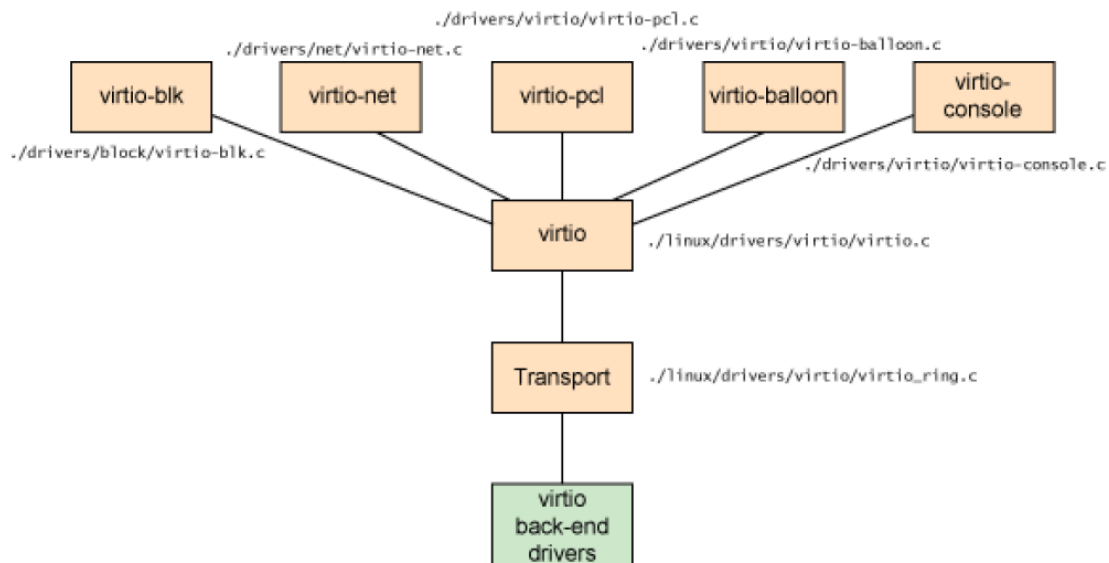 ./drivers/virtio/virtio-pcl.c
./drivers/net/virtio-net.c
./drivers/virtio/virtio-balloon.c
virtio-blk
virtio-net
virtio-pcl
virtio-balloon
virtio-
console
./drivers/block/virtio-blk.c
./drivers/virtio/virtio-console.c
virtio
./linux/drivers/virtio/virtio.c
Transport
./linux/drivers/virtio/virtio_ring.c
virtio
back-end
drivers